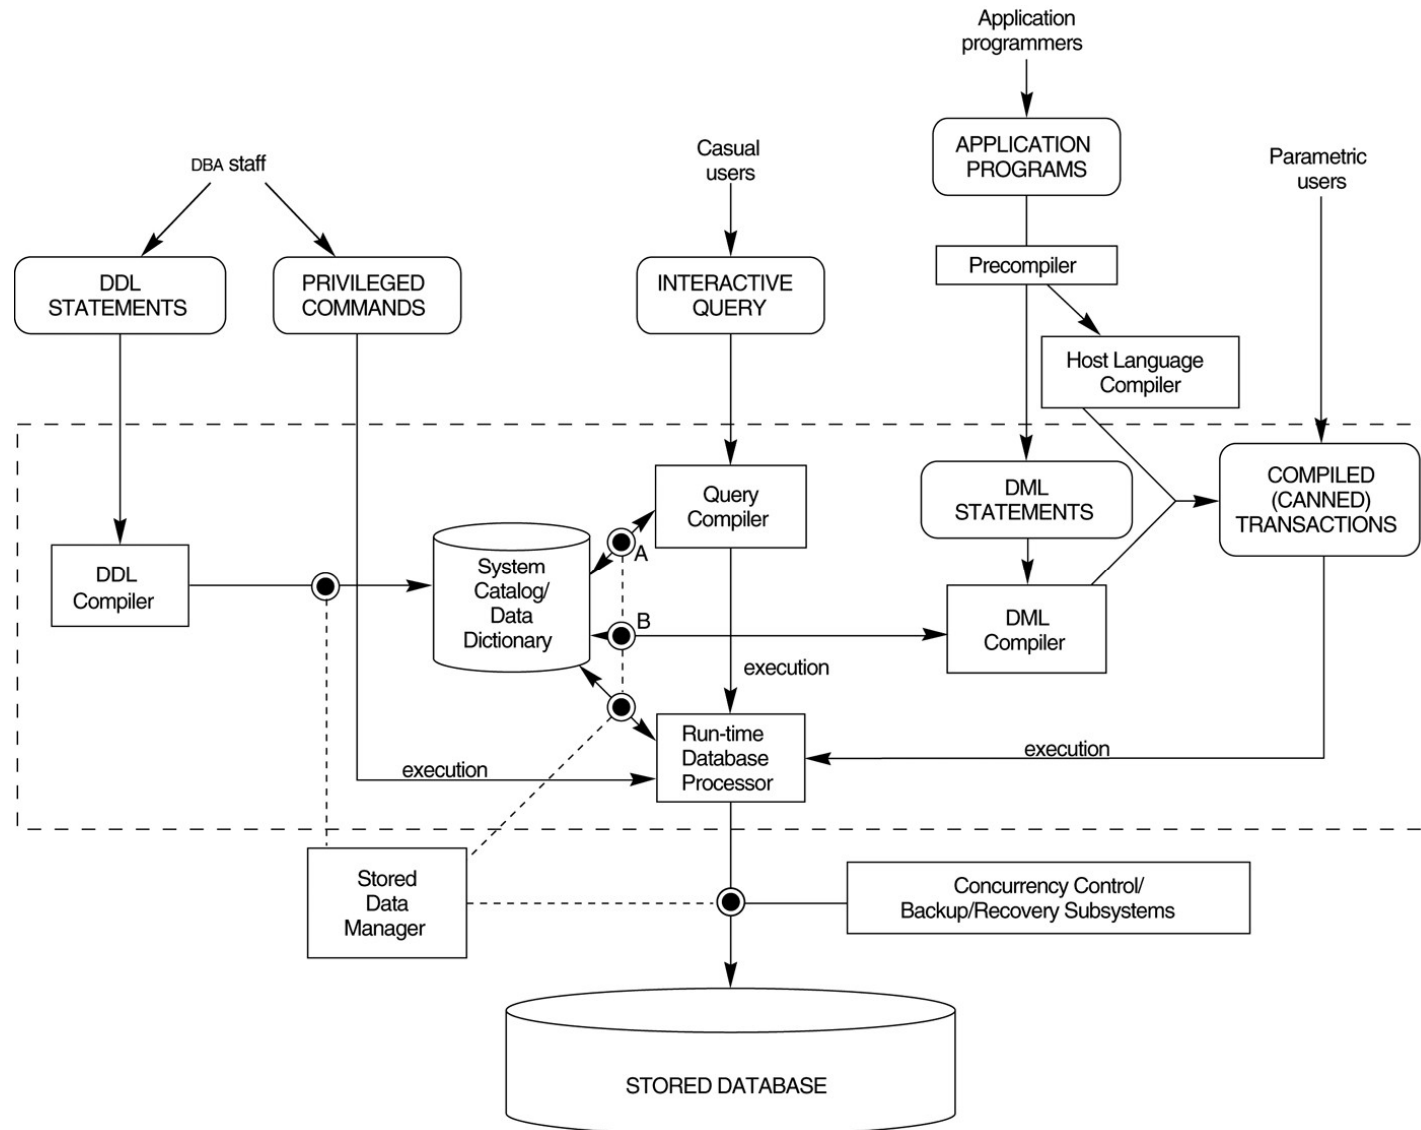 Application
programmers
APPLICATION
PROGRAMS
Casual
users
Parametric
users
DBA staff
DDL
STATEMENTS
PRIVILEGED
COMMANDS
INTERACTIVE
QUERY
Precompiler
Host Language
Compiler
Query
Compiler
DML
STATEMENTS
COMPILED
(CANNED)
TRANSACTIONS
DDL
Compiler
System
Catalog/
Data
Dictionary
A
B
DML
Compiler
execution
Run-time
Database
Processor
execution
execution
Stored
Data
Manager
Concurrency Control/
Backup/Recovery Subsystems
STORED DATABASE